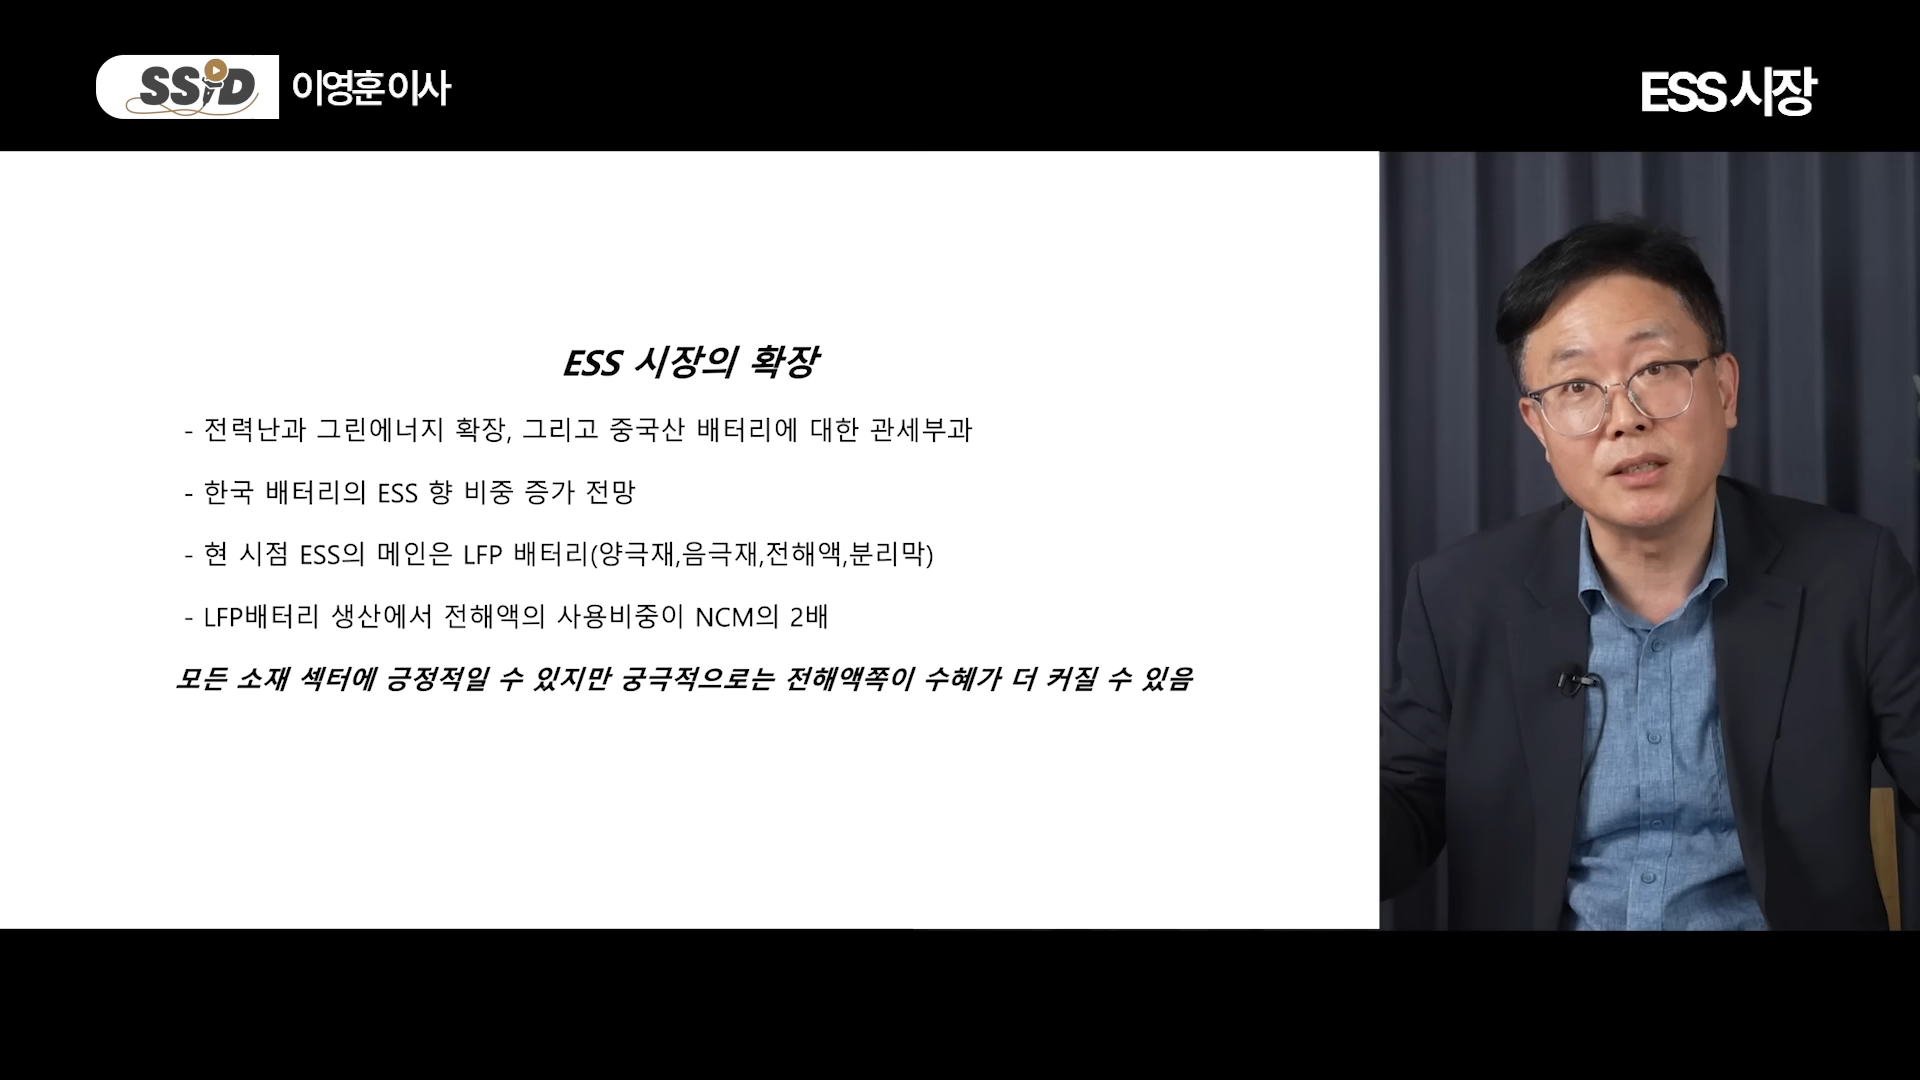 SSiD 이영훈 이사
ESS 시장
ESS 시장의 확장
- 전력난과 그린에너지 확장, 그리고 중국산 배터리에 대한 관세부과
- 한국 배터리의 ESS 향 비중 증가 전망
- 현 시점 ESS의 메인은 LFP 배터리(양극재,음극재,전해액,분리막)
- LFP배터리 생산에서 전해액의 사용비중이 NCM의 2배
모든 소재 섹터에 긍정적일 수 있지만 궁극적으로는 전해액쪽이 수혜가 더 커질 수 있음